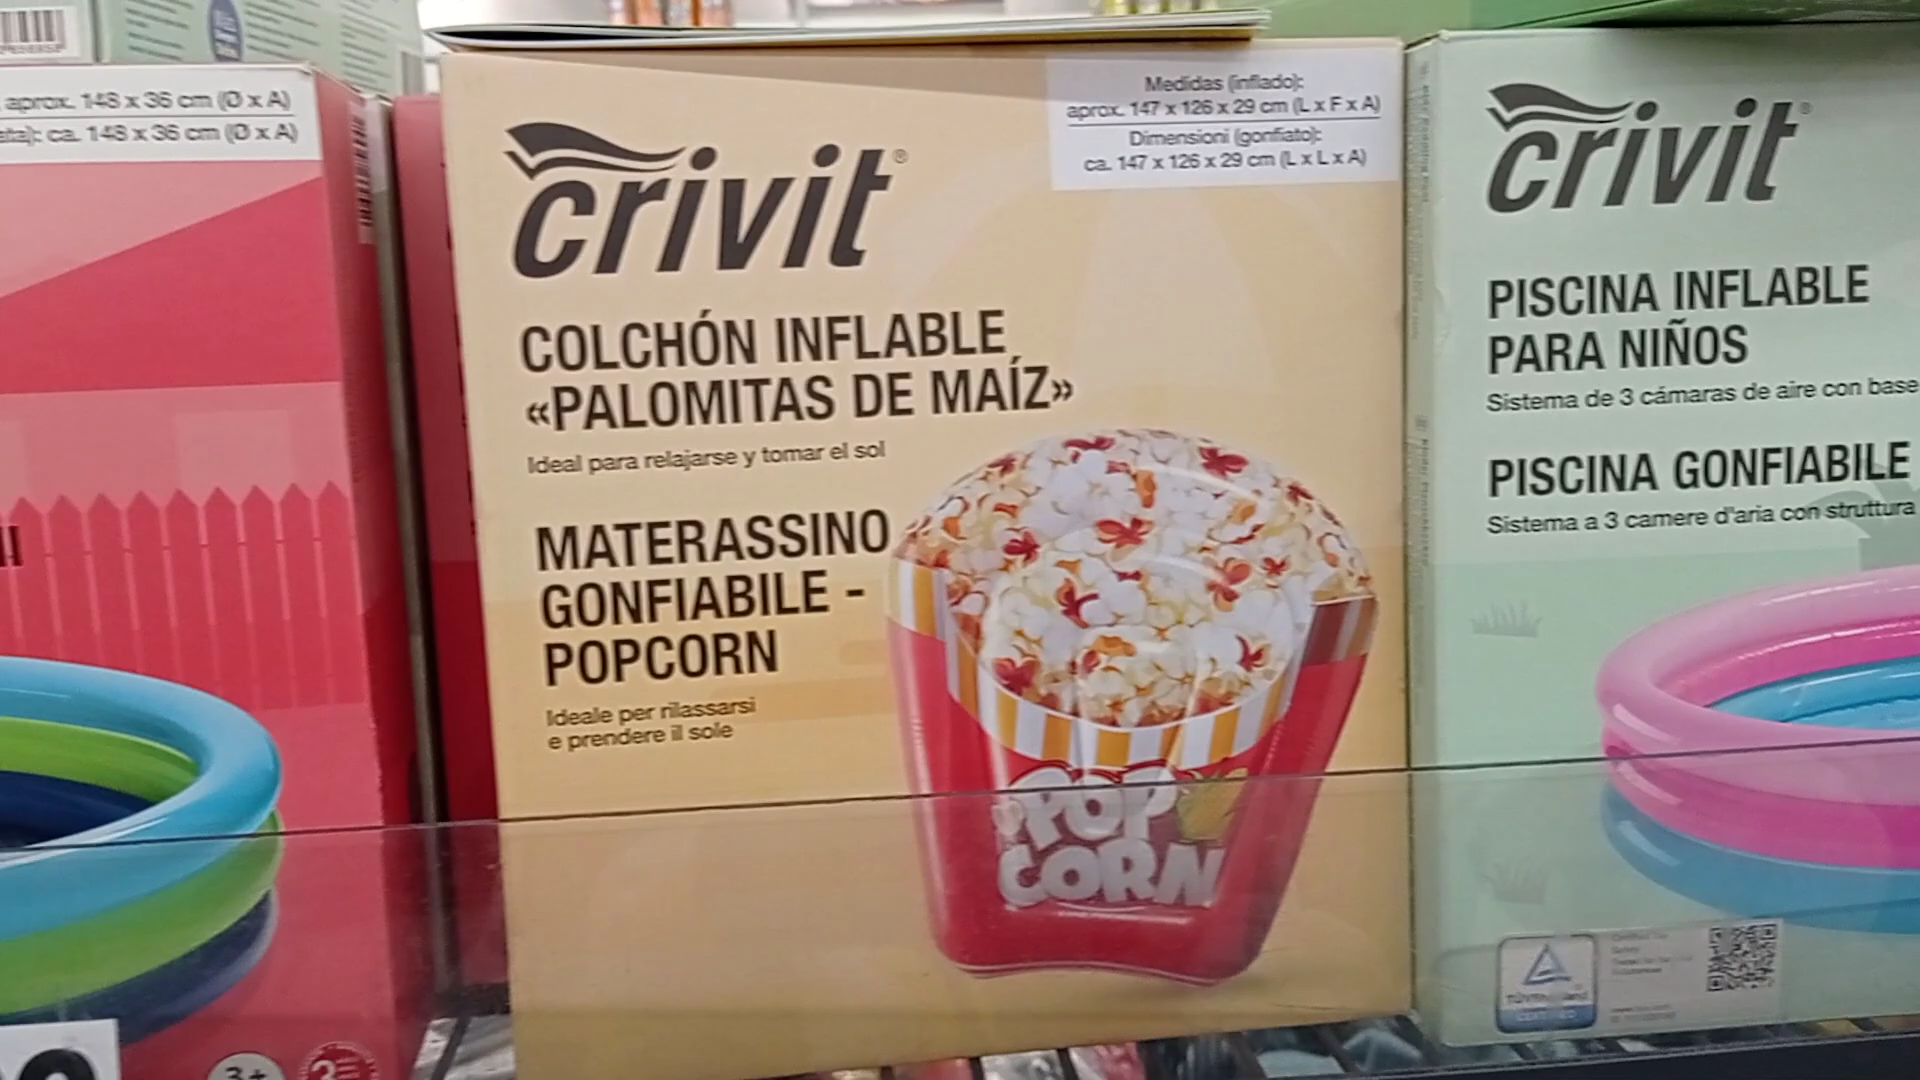 aprox. 148 x 36 cm (Ø x A)
ca. 148 x 36 cm (Ø x A)
3+
crivit®
Medidas (inflado):
aprox. 147 x 126 x 29 cm (L x F x A)
Dimensioni (gonfiato):
ca. 147 x 126 x 29 cm (L x L x A)
COLCHÓN INFLABLE
«PALOMITAS DE MAÍZ»
Ideal para relajarse y tomar el sol
MATERASSINO
GONFIABILE -
POPCORN
Ideale per rilassarsi
e prendere il sole
POP
CORN
crivit®
PISCINA INFLABLE
PARA NIÑOS
Sistema de 3 cámaras de aire con base
PISCINA GONFIABILE
Sistema a 3 camere d'aria con struttura